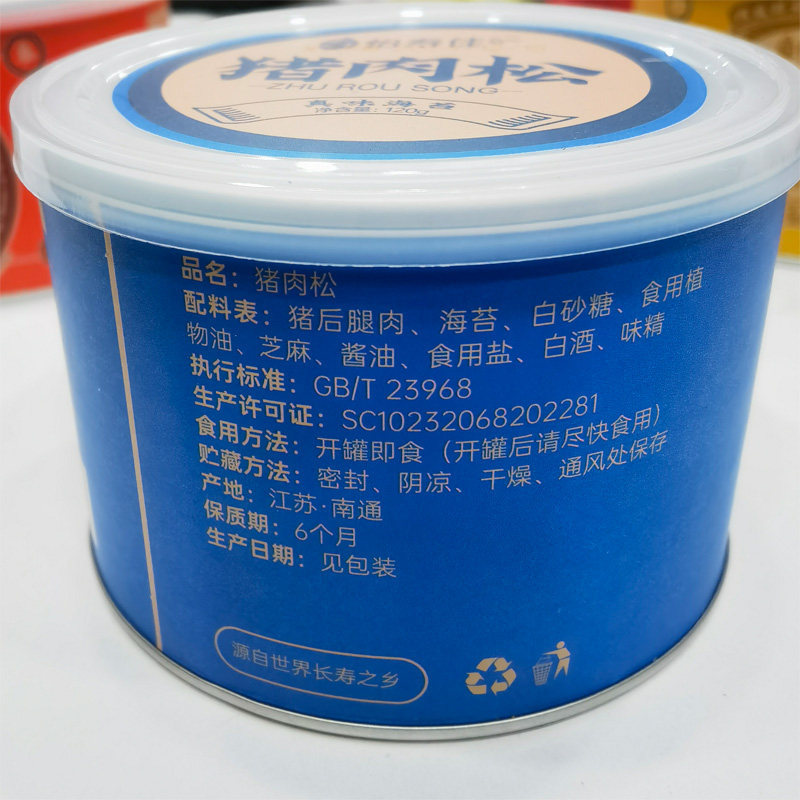 猪肉松
ZHU ROU SONG
真味海苔
净含量：120g
品名：猪肉松
配料表：猪后腿肉、海苔、白砂糖、食用植
物油、芝麻、酱油、食用盐、白酒、味精
执行标准：GB/T 23968
生产许可证：SC10232068202281
食用方法：开罐即食（开罐后请尽快食用）
贮藏方法：密封、阴凉、干燥、通风处保存
产地：江苏·南通
保质期：6个月
生产日期：见包装
源自世界长寿之乡